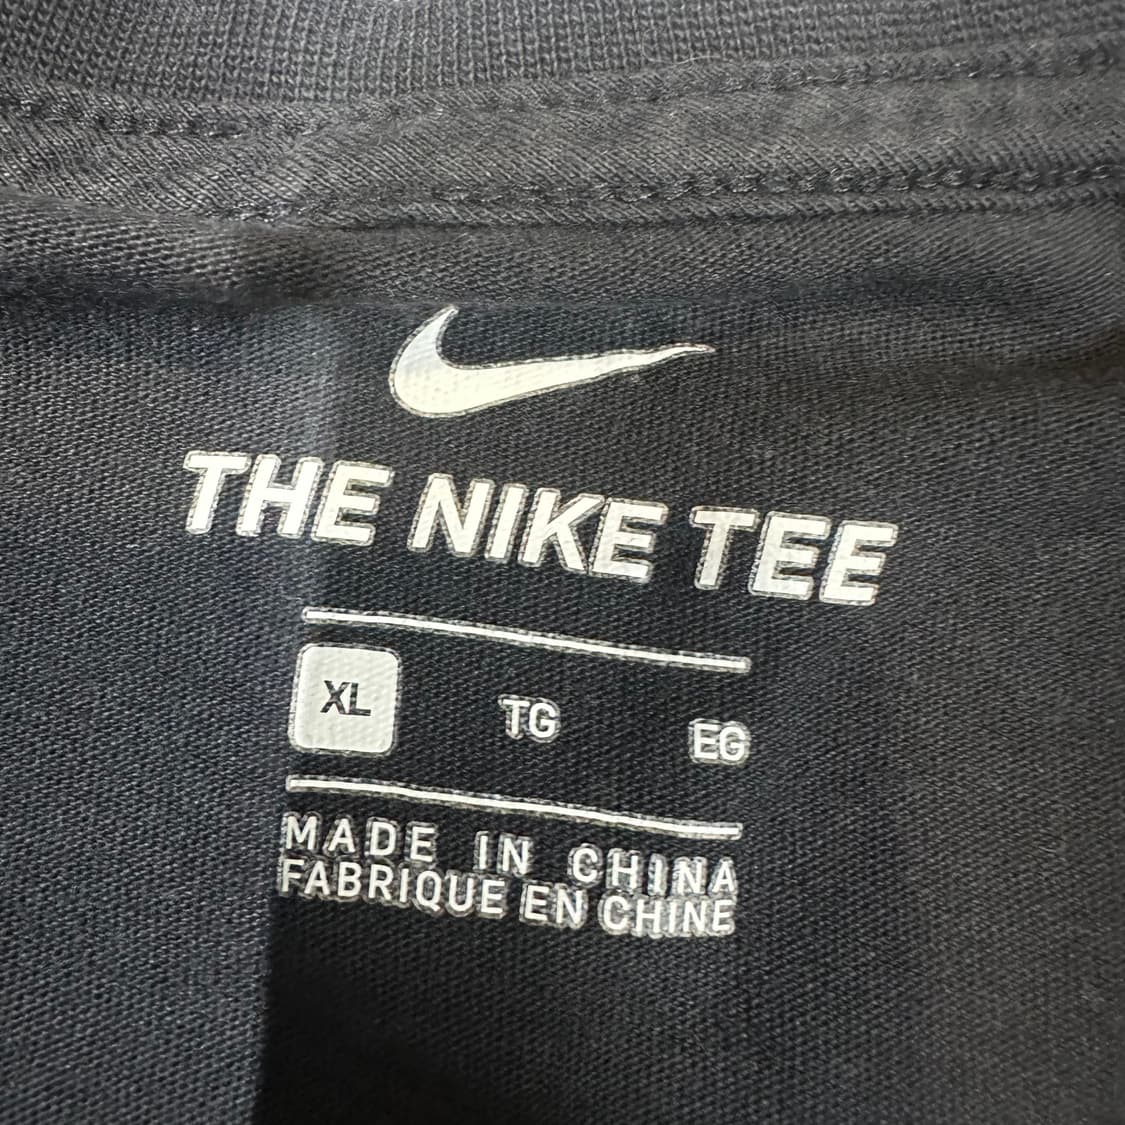 THE NIKE TEE
XL TG EG
MADE IN CHINA
FABRIQUE EN CHINE